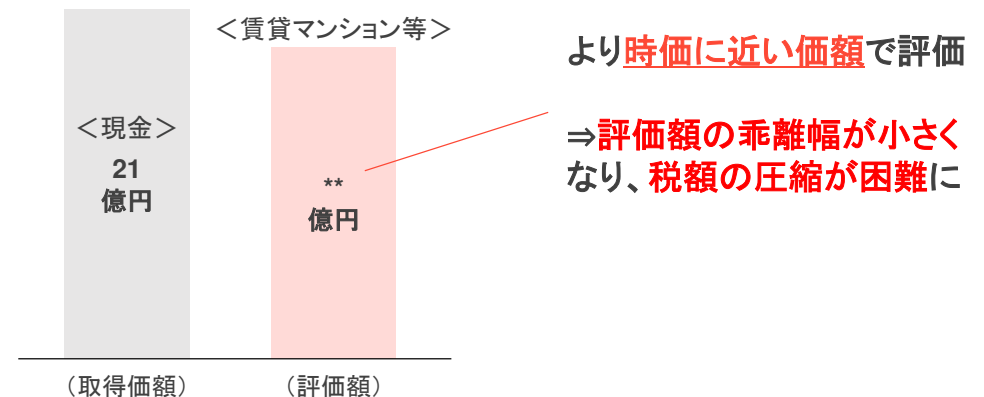 ＜賃貸マンション等＞
＜現金＞
21
億円
**
億円
（取得価額）
（評価額）
より時価に近い価額で評価
⇒評価額の乖離幅が小さく
なり、税額の圧縮が困難に